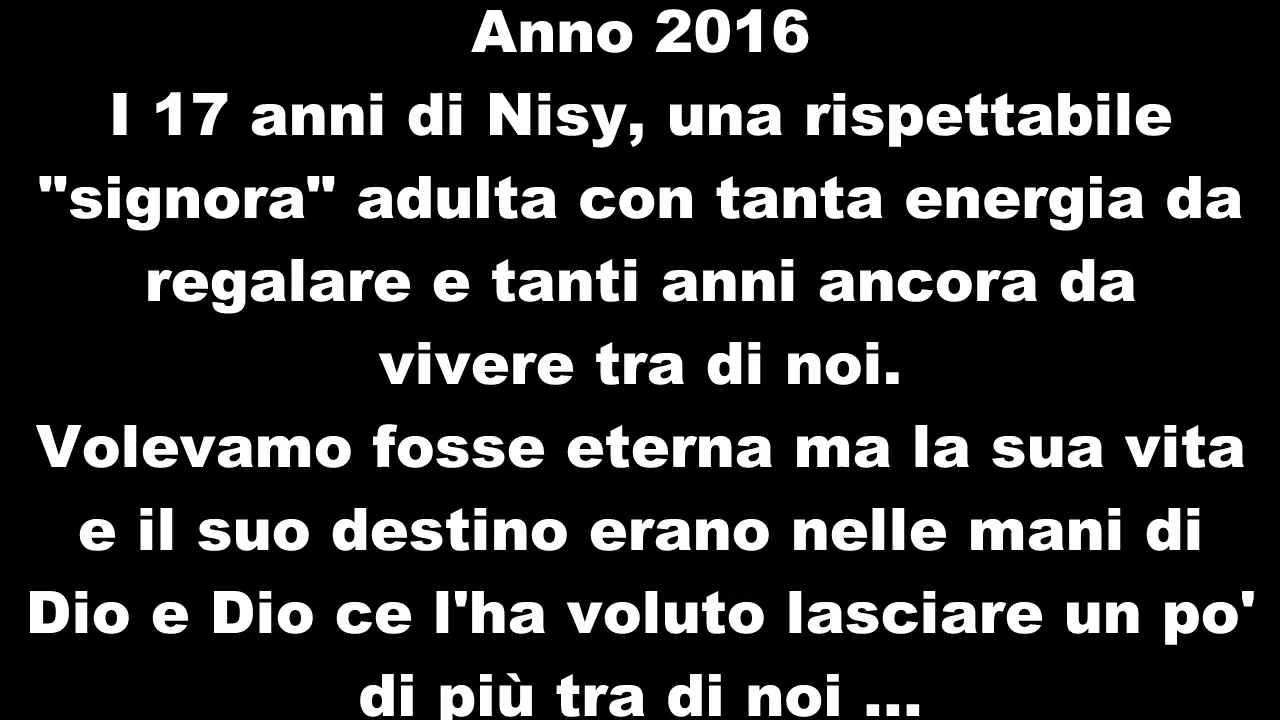 Anno 2016
I 17 anni di Nisy, una rispettabile
"signora" adulta con tanta energia da
regalare e tanti anni ancora da
vivere tra di noi.
Volevamo fosse eterna ma la sua vita
e il suo destino erano nelle mani di
Dio e Dio ce l'ha voluto lasciare un po'
di più tra di noi ...